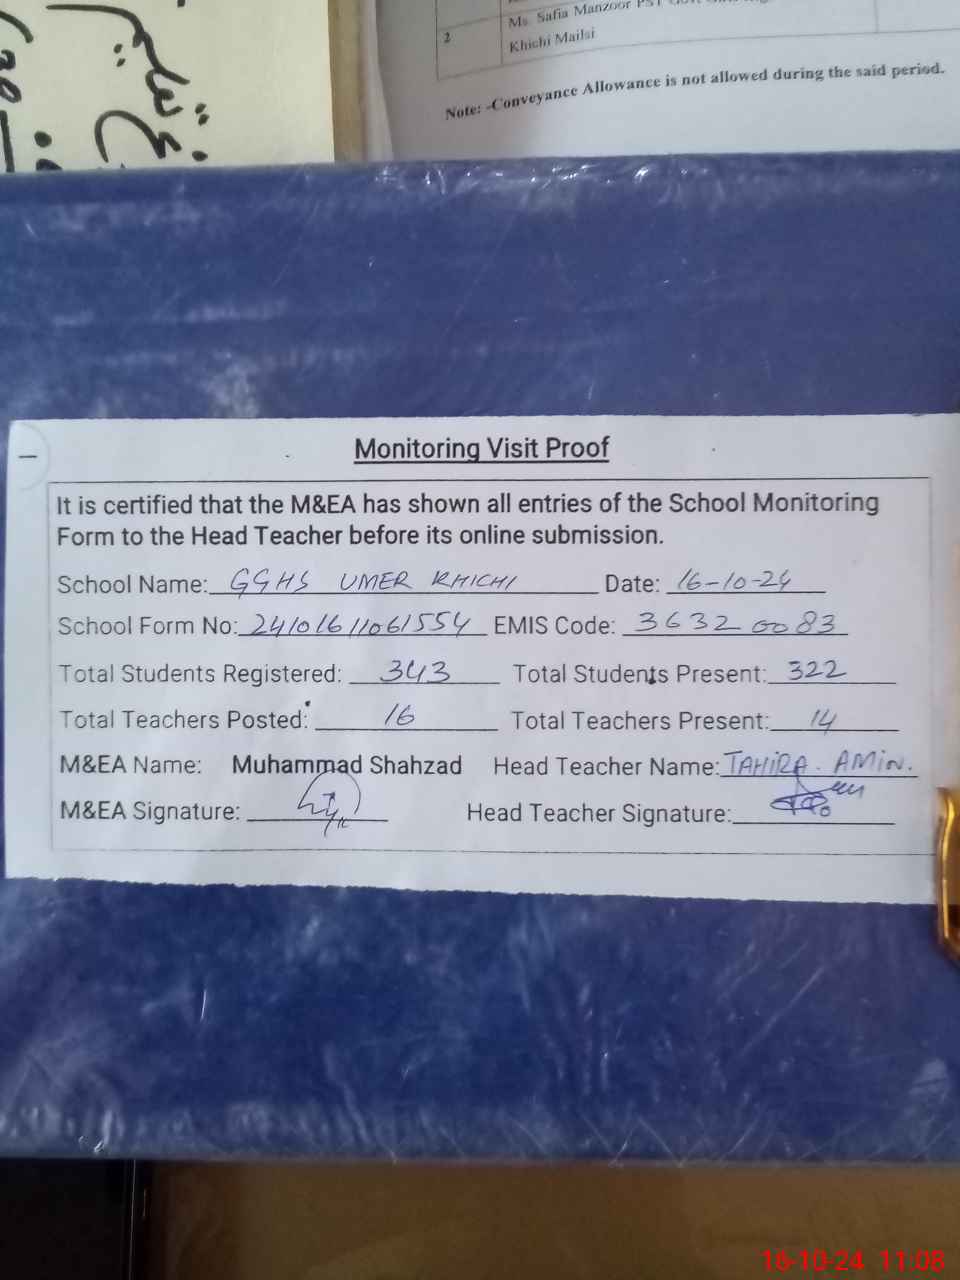 2
Ms. Safia Manzoor PST
Khichi Mailsi
Note: -Conveyance Allowance is not allowed during the said period.
Monitoring Visit Proof
It is certified that the M&EA has shown all entries of the School Monitoring
Form to the Head Teacher before its online submission.
School Name: GGHS UMER KHICHI Date: 16-10-24
School Form No: 24101611061554 EMIS Code: 36320083
Total Students Registered: 343 Total Students Present: 322
Total Teachers Posted: 16 Total Teachers Present: 14
M&EA Name: Muhammad Shahzad Head Teacher Name: TAHIRA. AMIN.
M&EA Signature: Head Teacher Signature:
16-10-24 11:08